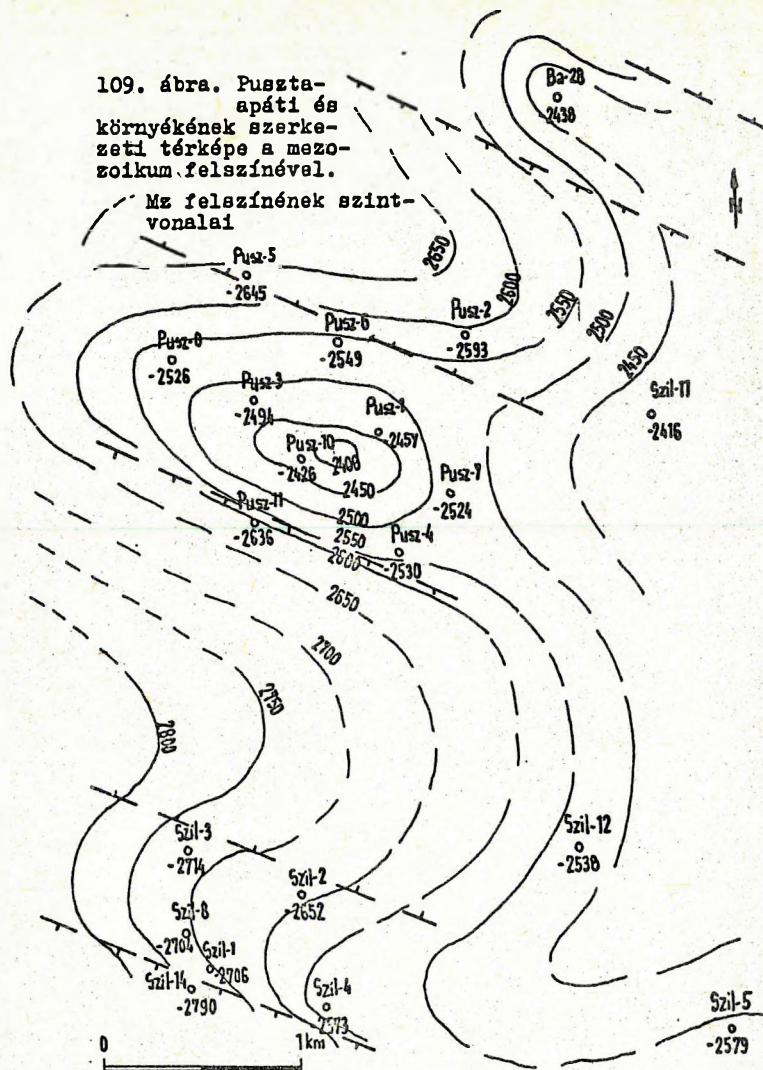 109. ábra. Puszta-
apáti és
környékének szerke-
zeti térképe a mezo-
zoikum felszínével.
Mz felszínének szint-
vonalai
Ba-28
-2438
N
2650
2600
2550
2500
2450
Pusz-5
-2645
Pusz-6
-2549
Pusz-2
-2593
Pusz-8
-2526
Pusz-3
-2494
Pusz-1
-2457
Szil-11
-2416
Pusz-10
-2426
2408
2450
Pusz-7
-2524
2500
Pusz-11
-2636
2550
2600
Pusz-4
-2530
2650
2700
2750
2800
Szil-3
-2714
Szil-12
-2538
Szil-2
-2652
Szil-8
-2704
Szil-1
-2706
Szil-14
-2790
Szil-4
-2573
Szil-5
-2579
0
1km